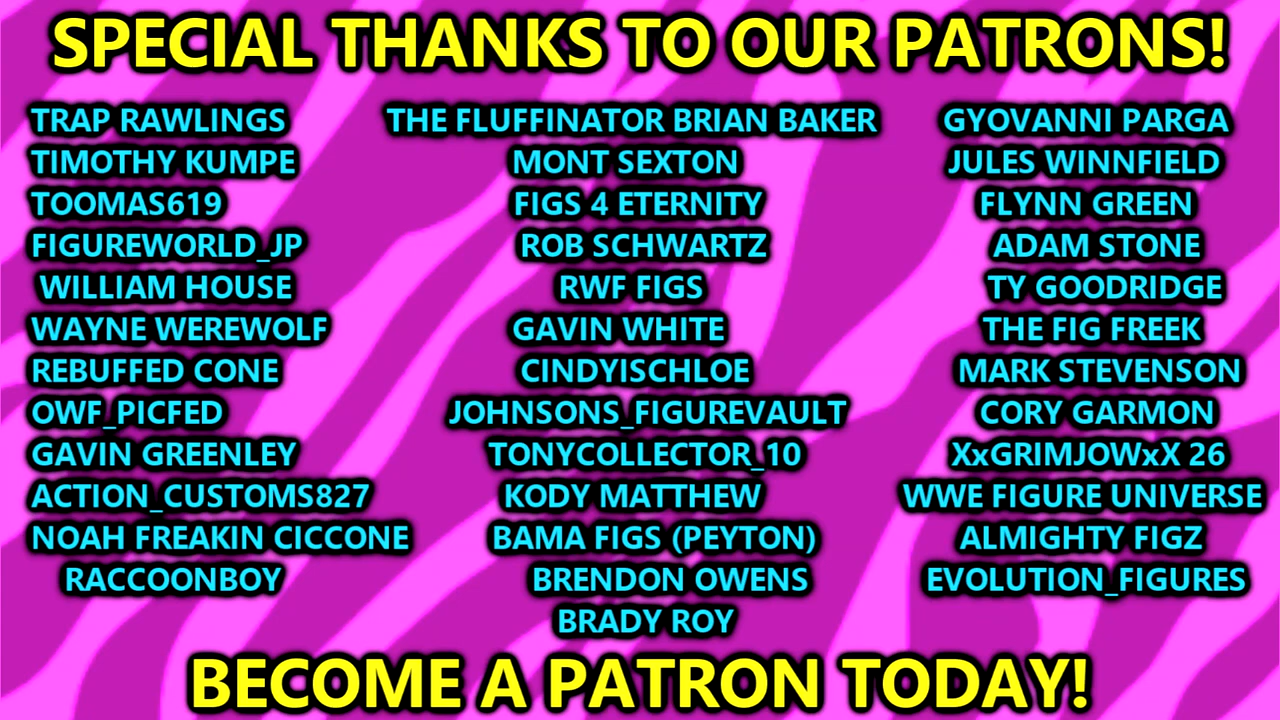 SPECIAL THANKS TO OUR PATRONS!
TRAP RAWLINGS
TIMOTHY KUMPE
TOOMAS619
FIGUREWORLD_JP
WILLIAM HOUSE
WAYNE WEREWOLF
REBUFFED CONE
OWF_PICFED
GAVIN GREENLEY
ACTION_CUSTOMS827
NOAH FREAKIN CICCONE
RACCOONBOY
THE FLUFFINATOR BRIAN BAKER
MONT SEXTON
FIGS 4 ETERNITY
ROB SCHWARTZ
RWF FIGS
GAVIN WHITE
CINDYISCHLOE
JOHNSONS_FIGUREVAULT
TONYCOLLECTOR_10
KODY MATTHEW
BAMA FIGS (PEYTON)
BRENDON OWENS
BRADY ROY
GYOVANNI PARGA
JULES WINNFIELD
FLYNN GREEN
ADAM STONE
TY GOODRIDGE
THE FIG FREEK
MARK STEVENSON
CORY GARMON
XxGRIMJOWxX 26
WWE FIGURE UNIVERSE
ALMIGHTY FIGZ
EVOLUTION_FIGURES
BECOME A PATRON TODAY!